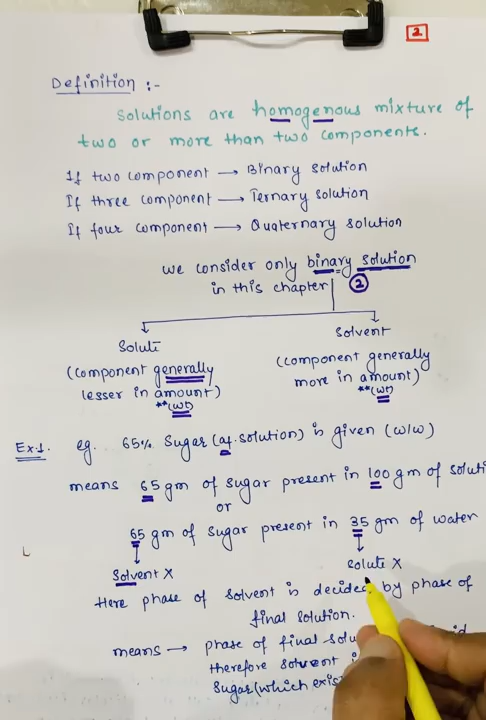 2
Definition :-
Solutions are homogenous mixture of
two or more than two components.
If two component → Binary solution
If three component → Ternary solution
If four component → Quaternary solution
we consider only binary solution
in this chapter 2
Solute
(component generally
lesser in amount)
**(wt)
Solvent
(component generally
more in amount)
**(wt)
Ex.1. eg. 65% Sugar (aq. solution) is given (w/w)
means 65 gm of sugar present in 100 gm of soluti
or
65 gm of sugar present in 35 gm of water
Solvent X
solute X
Here phase of solvent is decided by phase of
final solution.
means → phase of final solu
therefore solvent i
Sugar (which exis